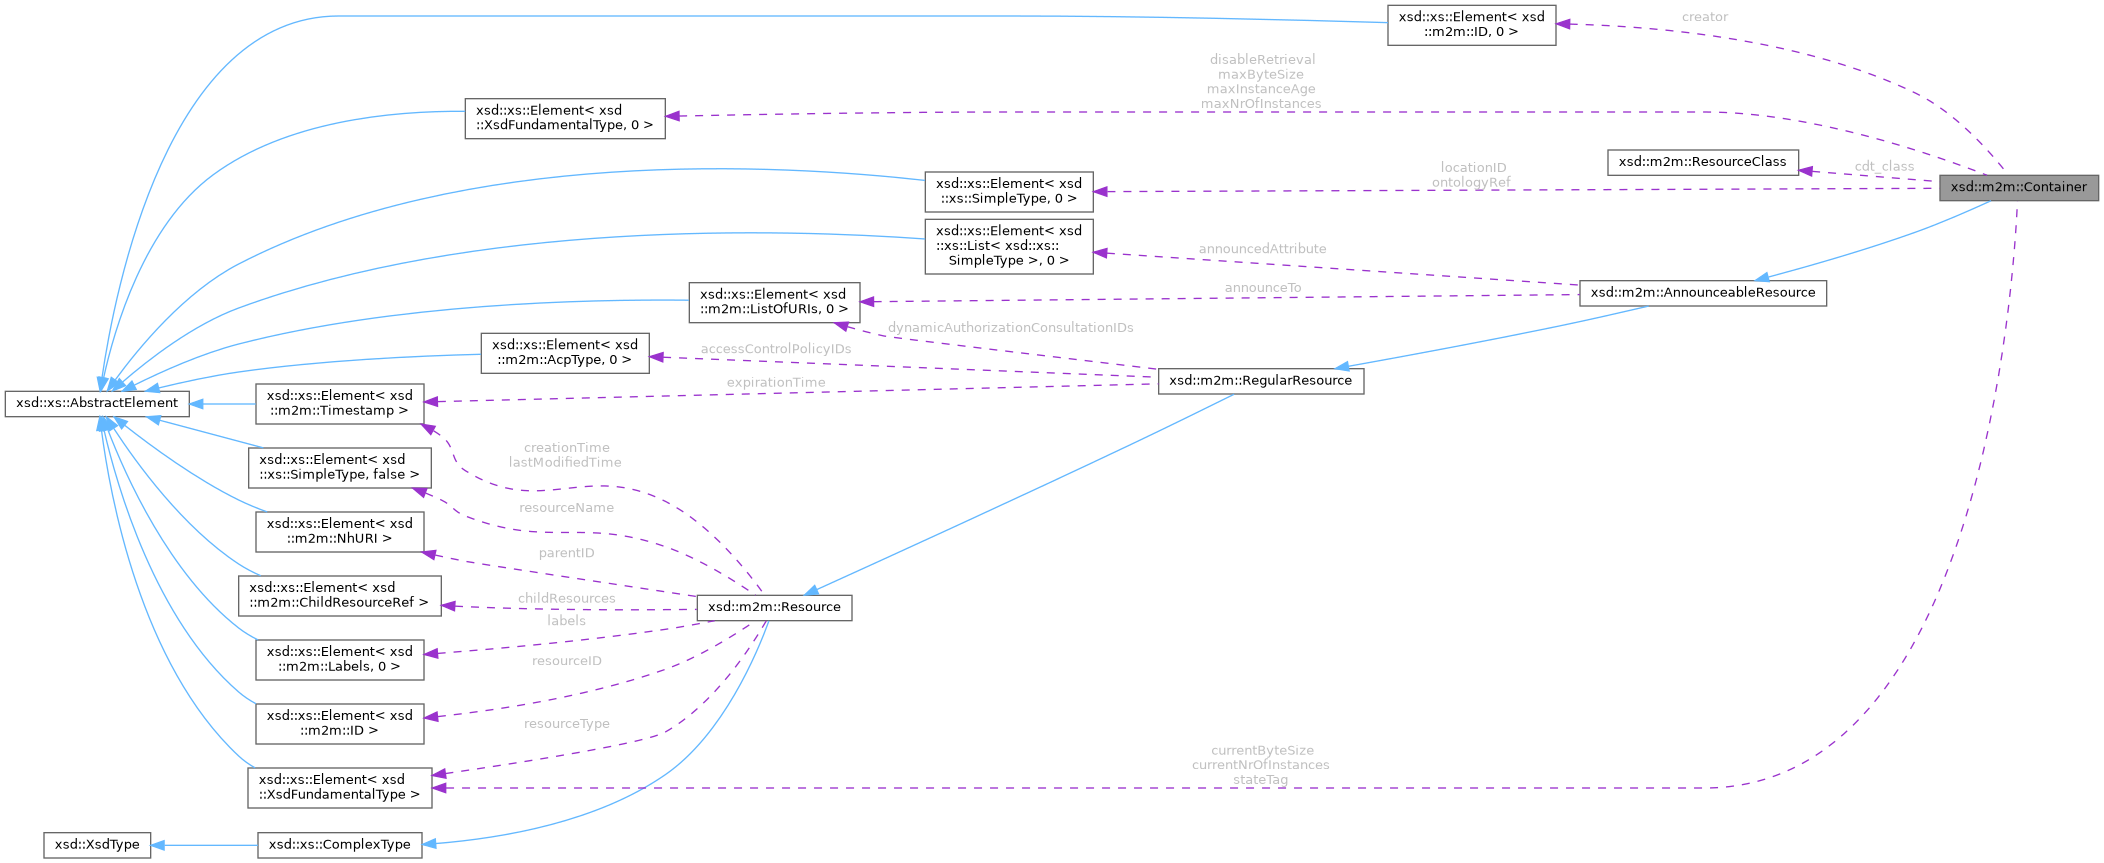 xsd::xs::Element< xsd
::m2m::ID, 0 >
creator
disableRetrieval
maxByteSize
maxInstanceAge
maxNrOfInstances
xsd::xs::Element< xsd
::XsdFundamentalType, 0 >
xsd::m2m::ResourceClass
cdt_class
locationID
ontologyRef
xsd::xs::Element< xsd
::xs::SimpleType, 0 >
xsd::m2m::Container
xsd::xs::Element< xsd
::xs::List< xsd::xs::
SimpleType >, 0 >
announcedAttribute
xsd::xs::Element< xsd
::m2m::ListOfURIs, 0 >
announceTo
xsd::m2m::AnnounceableResource
dynamicAuthorizationConsultationIDs
xsd::xs::Element< xsd
::m2m::AcpType, 0 >
accessControlPolicyIDs
expirationTime
xsd::m2m::RegularResource
xsd::xs::AbstractElement
xsd::xs::Element< xsd
::m2m::Timestamp >
creationTime
lastModifiedTime
xsd::xs::Element< xsd
::xs::SimpleType, false >
resourceName
xsd::xs::Element< xsd
::m2m::NhURI >
parentID
xsd::xs::Element< xsd
::m2m::ChildResourceRef >
childResources
xsd::m2m::Resource
labels
xsd::xs::Element< xsd
::m2m::Labels, 0 >
resourceID
xsd::xs::Element< xsd
::m2m::ID >
resourceType
xsd::xs::Element< xsd
::XsdFundamentalType >
currentByteSize
currentNrOfInstances
stateTag
xsd::XsdType
xsd::xs::ComplexType